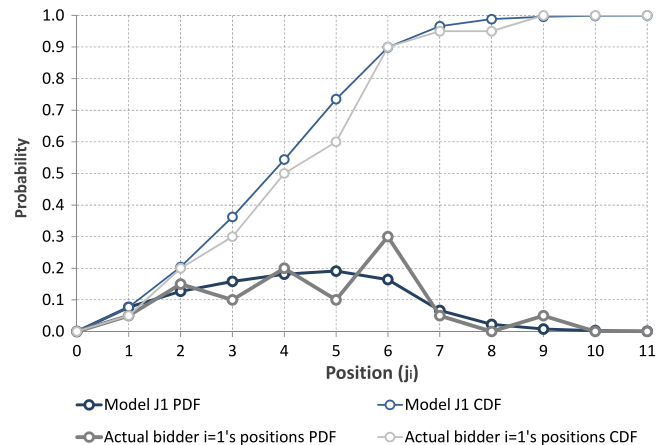 1.0
0.9
0.8
0.7
0.6
0.5
0.4
0.3
0.2
0.1
0.0
Probability
0 1 2 3 4 5 6 7 8 9 10 11
Position (ji)
Model J1 PDF
Model J1 CDF
Actual bidder i=1's positions PDF
Actual bidder i=1's positions CDF